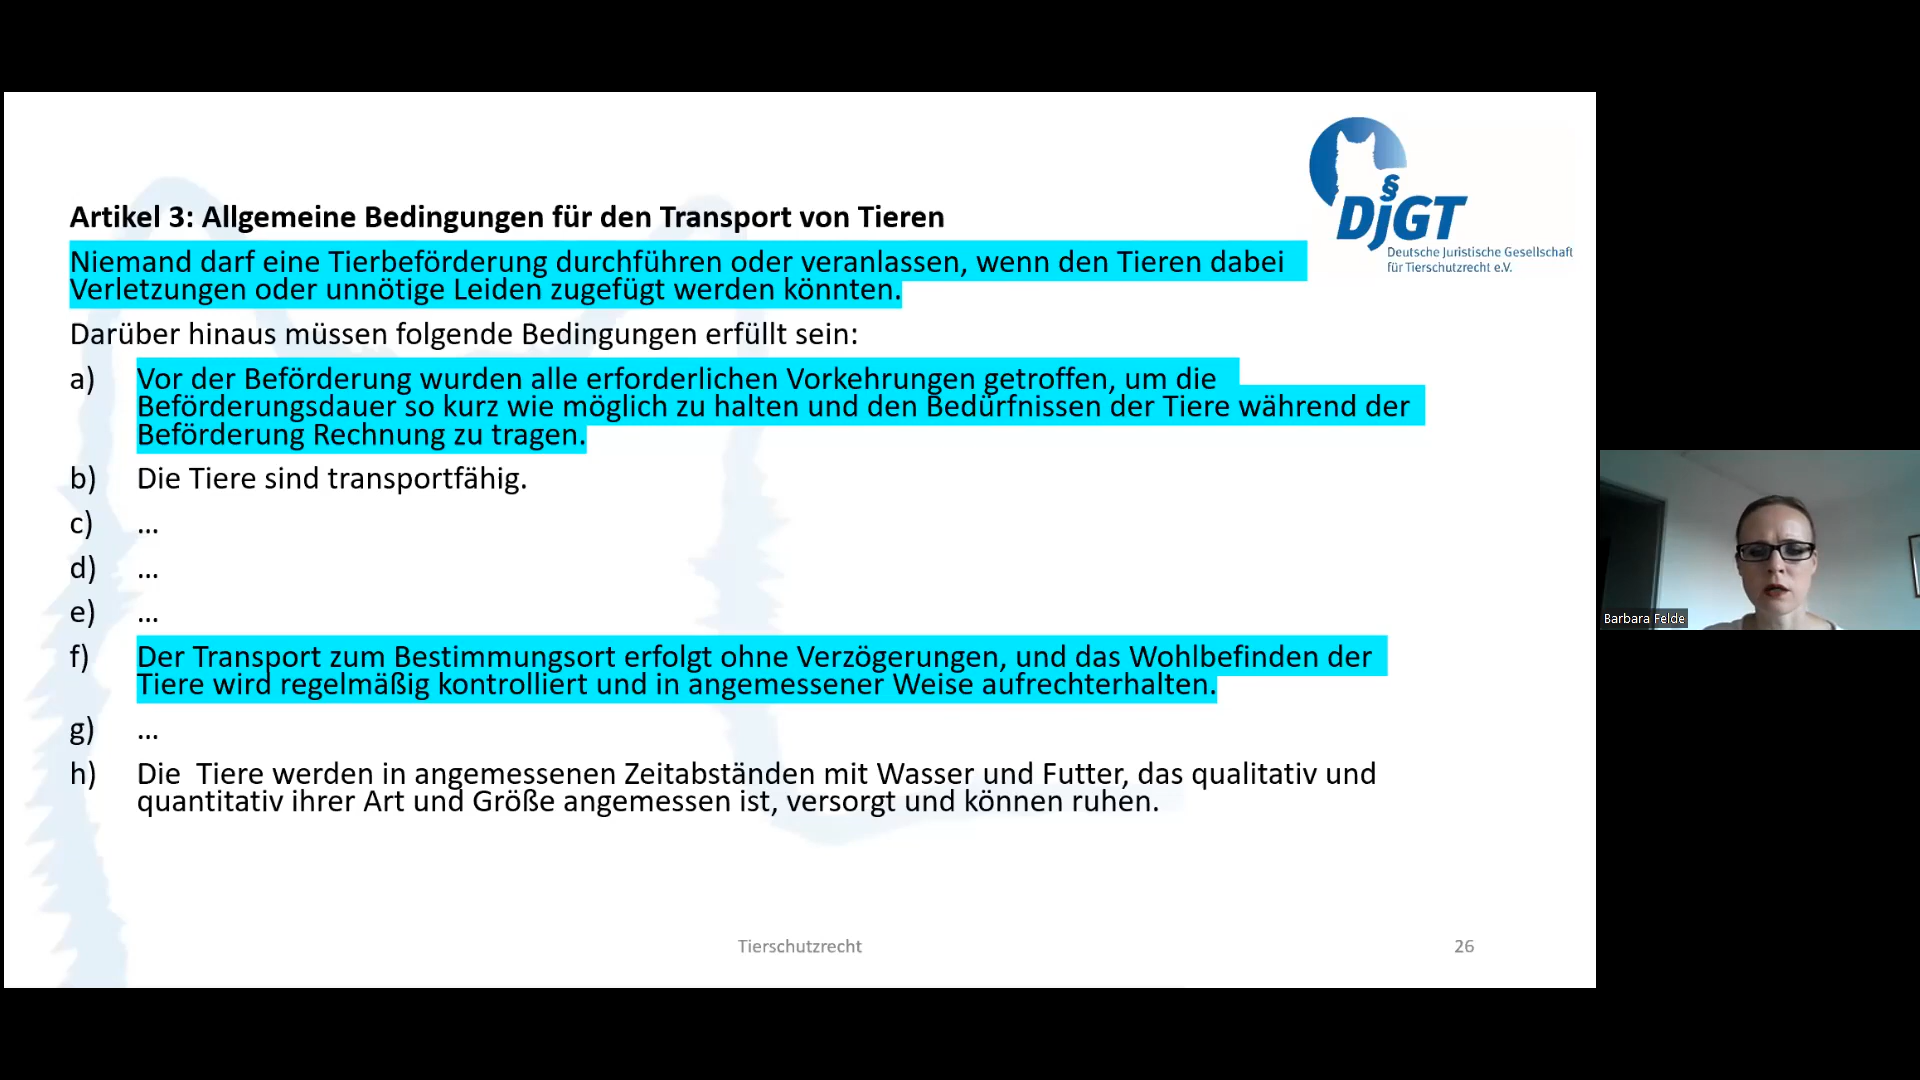 §
DJGT
Deutsche Juristische Gesellschaft
für Tierschutzrecht e.V.
Artikel 3: Allgemeine Bedingungen für den Transport von Tieren
Niemand darf eine Tierbeförderung durchführen oder veranlassen, wenn den Tieren dabei
Verletzungen oder unnötige Leiden zugefügt werden könnten.
Darüber hinaus müssen folgende Bedingungen erfüllt sein:
a) Vor der Beförderung wurden alle erforderlichen Vorkehrungen getroffen, um die
Beförderungsdauer so kurz wie möglich zu halten und den Bedürfnissen der Tiere während der
Beförderung Rechnung zu tragen.
b) Die Tiere sind transportfähig.
c) ...
d) ...
e) ...
f) Der Transport zum Bestimmungsort erfolgt ohne Verzögerungen, und das Wohlbefinden der
Tiere wird regelmäßig kontrolliert und in angemessener Weise aufrechterhalten.
g) ...
h) Die Tiere werden in angemessenen Zeitabständen mit Wasser und Futter, das qualitativ und
quantitativ ihrer Art und Größe angemessen ist, versorgt und können ruhen.
Tierschutzrecht
26
Barbara Felde